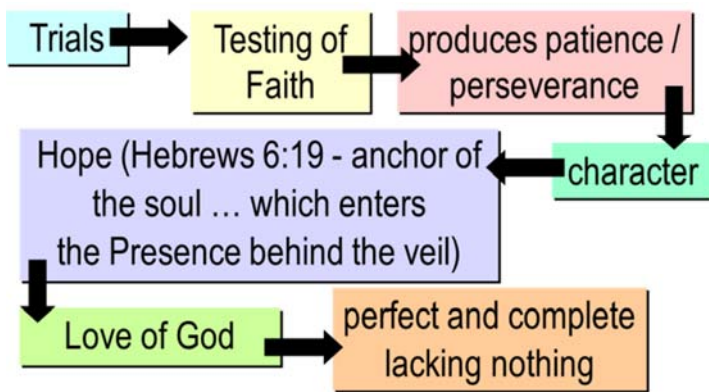 Trials
Testing of
Faith
produces patience /
perseverance
character
Hope (Hebrews 6:19 - anchor of
the soul … which enters
the Presence behind the veil)
Love of God
perfect and complete
lacking nothing